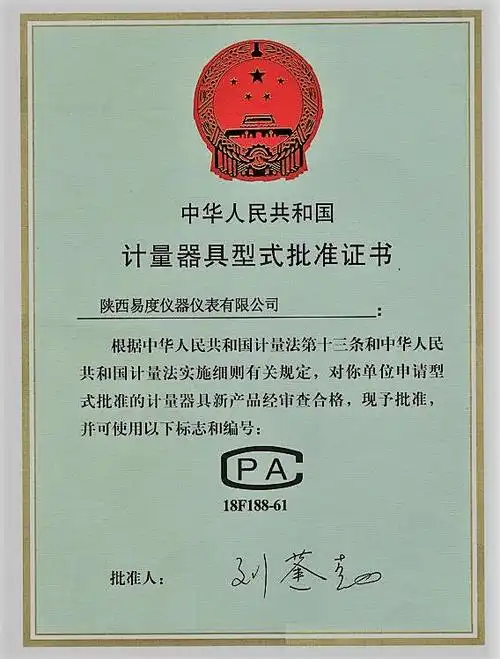 中华人民共和国
计量器具型式批准证书
陕西易度仪器仪表有限公司：
根据中华人民共和国计量法第十三条和中华人民
共和国计量法实施细则有关规定，对你单位申请型
式批准的计量器具新产品经审查合格，现予批准，
并可使用以下标志和编号：
CPA
18F188-61
批准人：